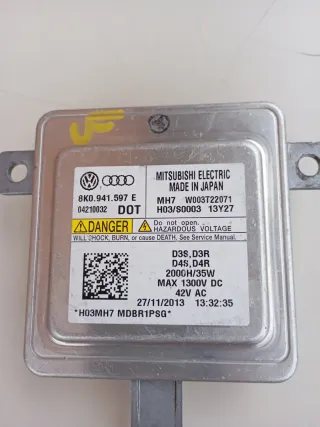 8K0.941.597 E
04210032 DOT
MITSUBISHI ELECTRIC
MADE IN JAPAN
MH7 W003T22071
H03/S0003 13Y27
DANGER
Do not open.
HAZARDOUS VOLTAGE
WILL SHOCK, BURN, or cause DEATH. See Service Manual.
D3S,D3R
D4S,D4R
2000H/35W
MAX 1300V DC
42V AC
27/11/2013 13:32:35
*H03MH7 MDBR1PSG*